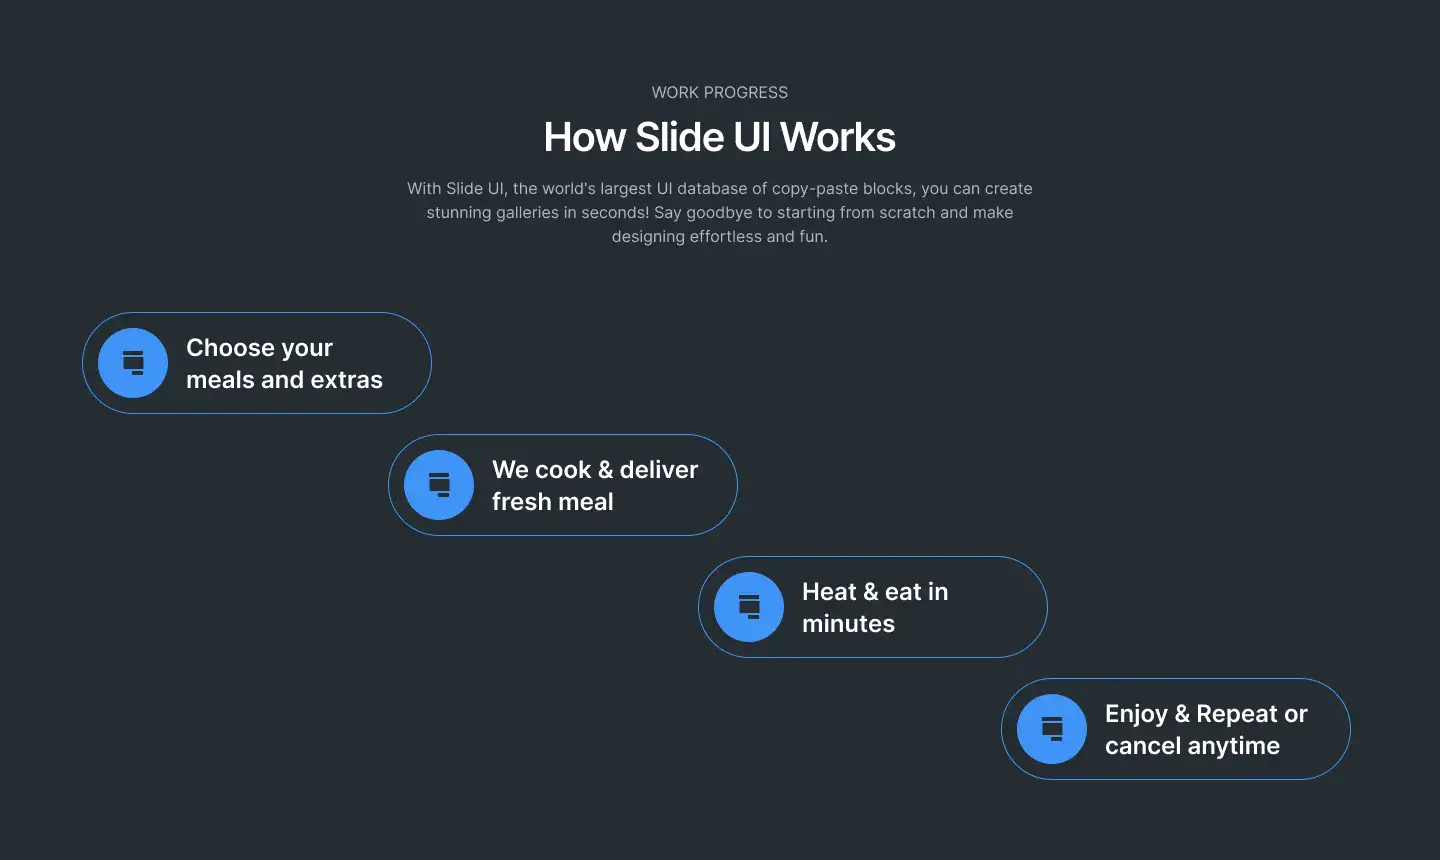 WORK PROGRESS
How Slide UI Works
With Slide UI, the world's largest UI database of copy-paste blocks, you can create
stunning galleries in seconds! Say goodbye to starting from scratch and make
designing effortless and fun.
Choose your
meals and extras
We cook & deliver
fresh meal
Heat & eat in
minutes
Enjoy & Repeat or
cancel anytime